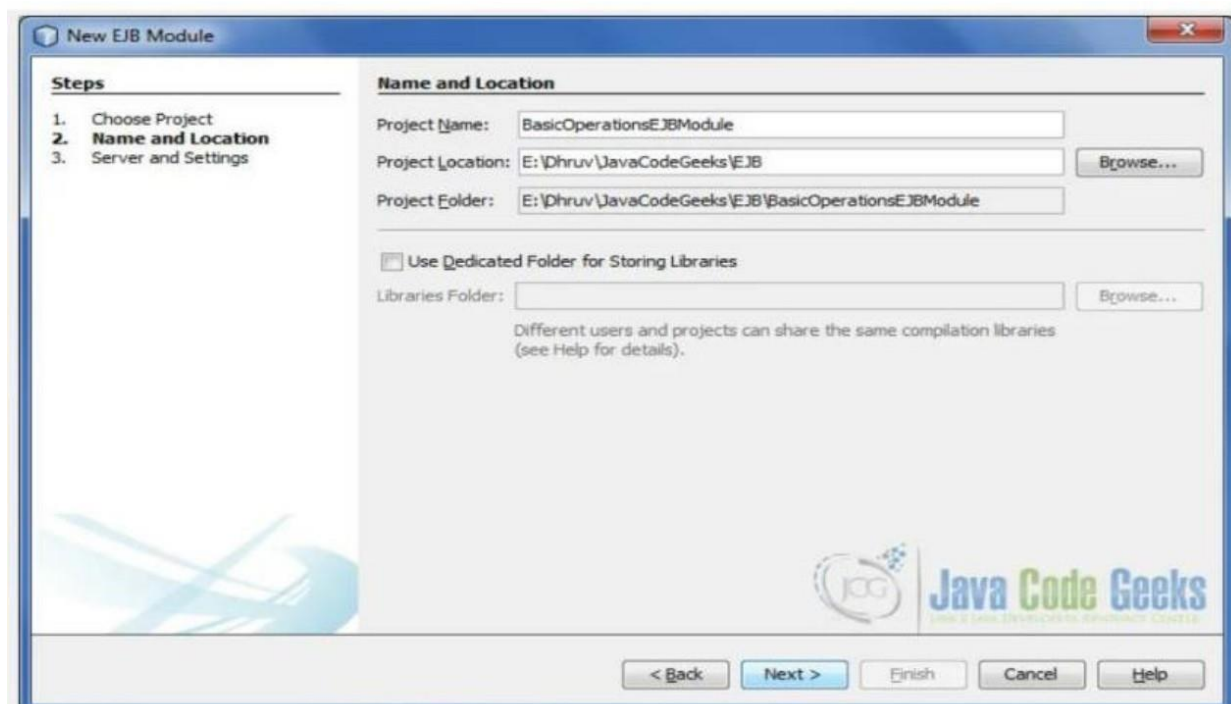 New EJB Module
Steps
1. Choose Project
2. Name and Location
3. Server and Settings
Name and Location
Project Name: BasicOperationsEJBModule
Project Location: E:\Dhruv\JavaCodeGeeks\EJB Browse...
Project Folder: E:\Dhruv\JavaCodeGeeks\EJB\BasicOperationsEJBModule
Use Dedicated Folder for Storing Libraries
Libraries Folder: Browse...
Different users and projects can share the same compilation libraries
(see Help for details).
JCG
Java Code Geeks
< Back Next > Finish Cancel Help